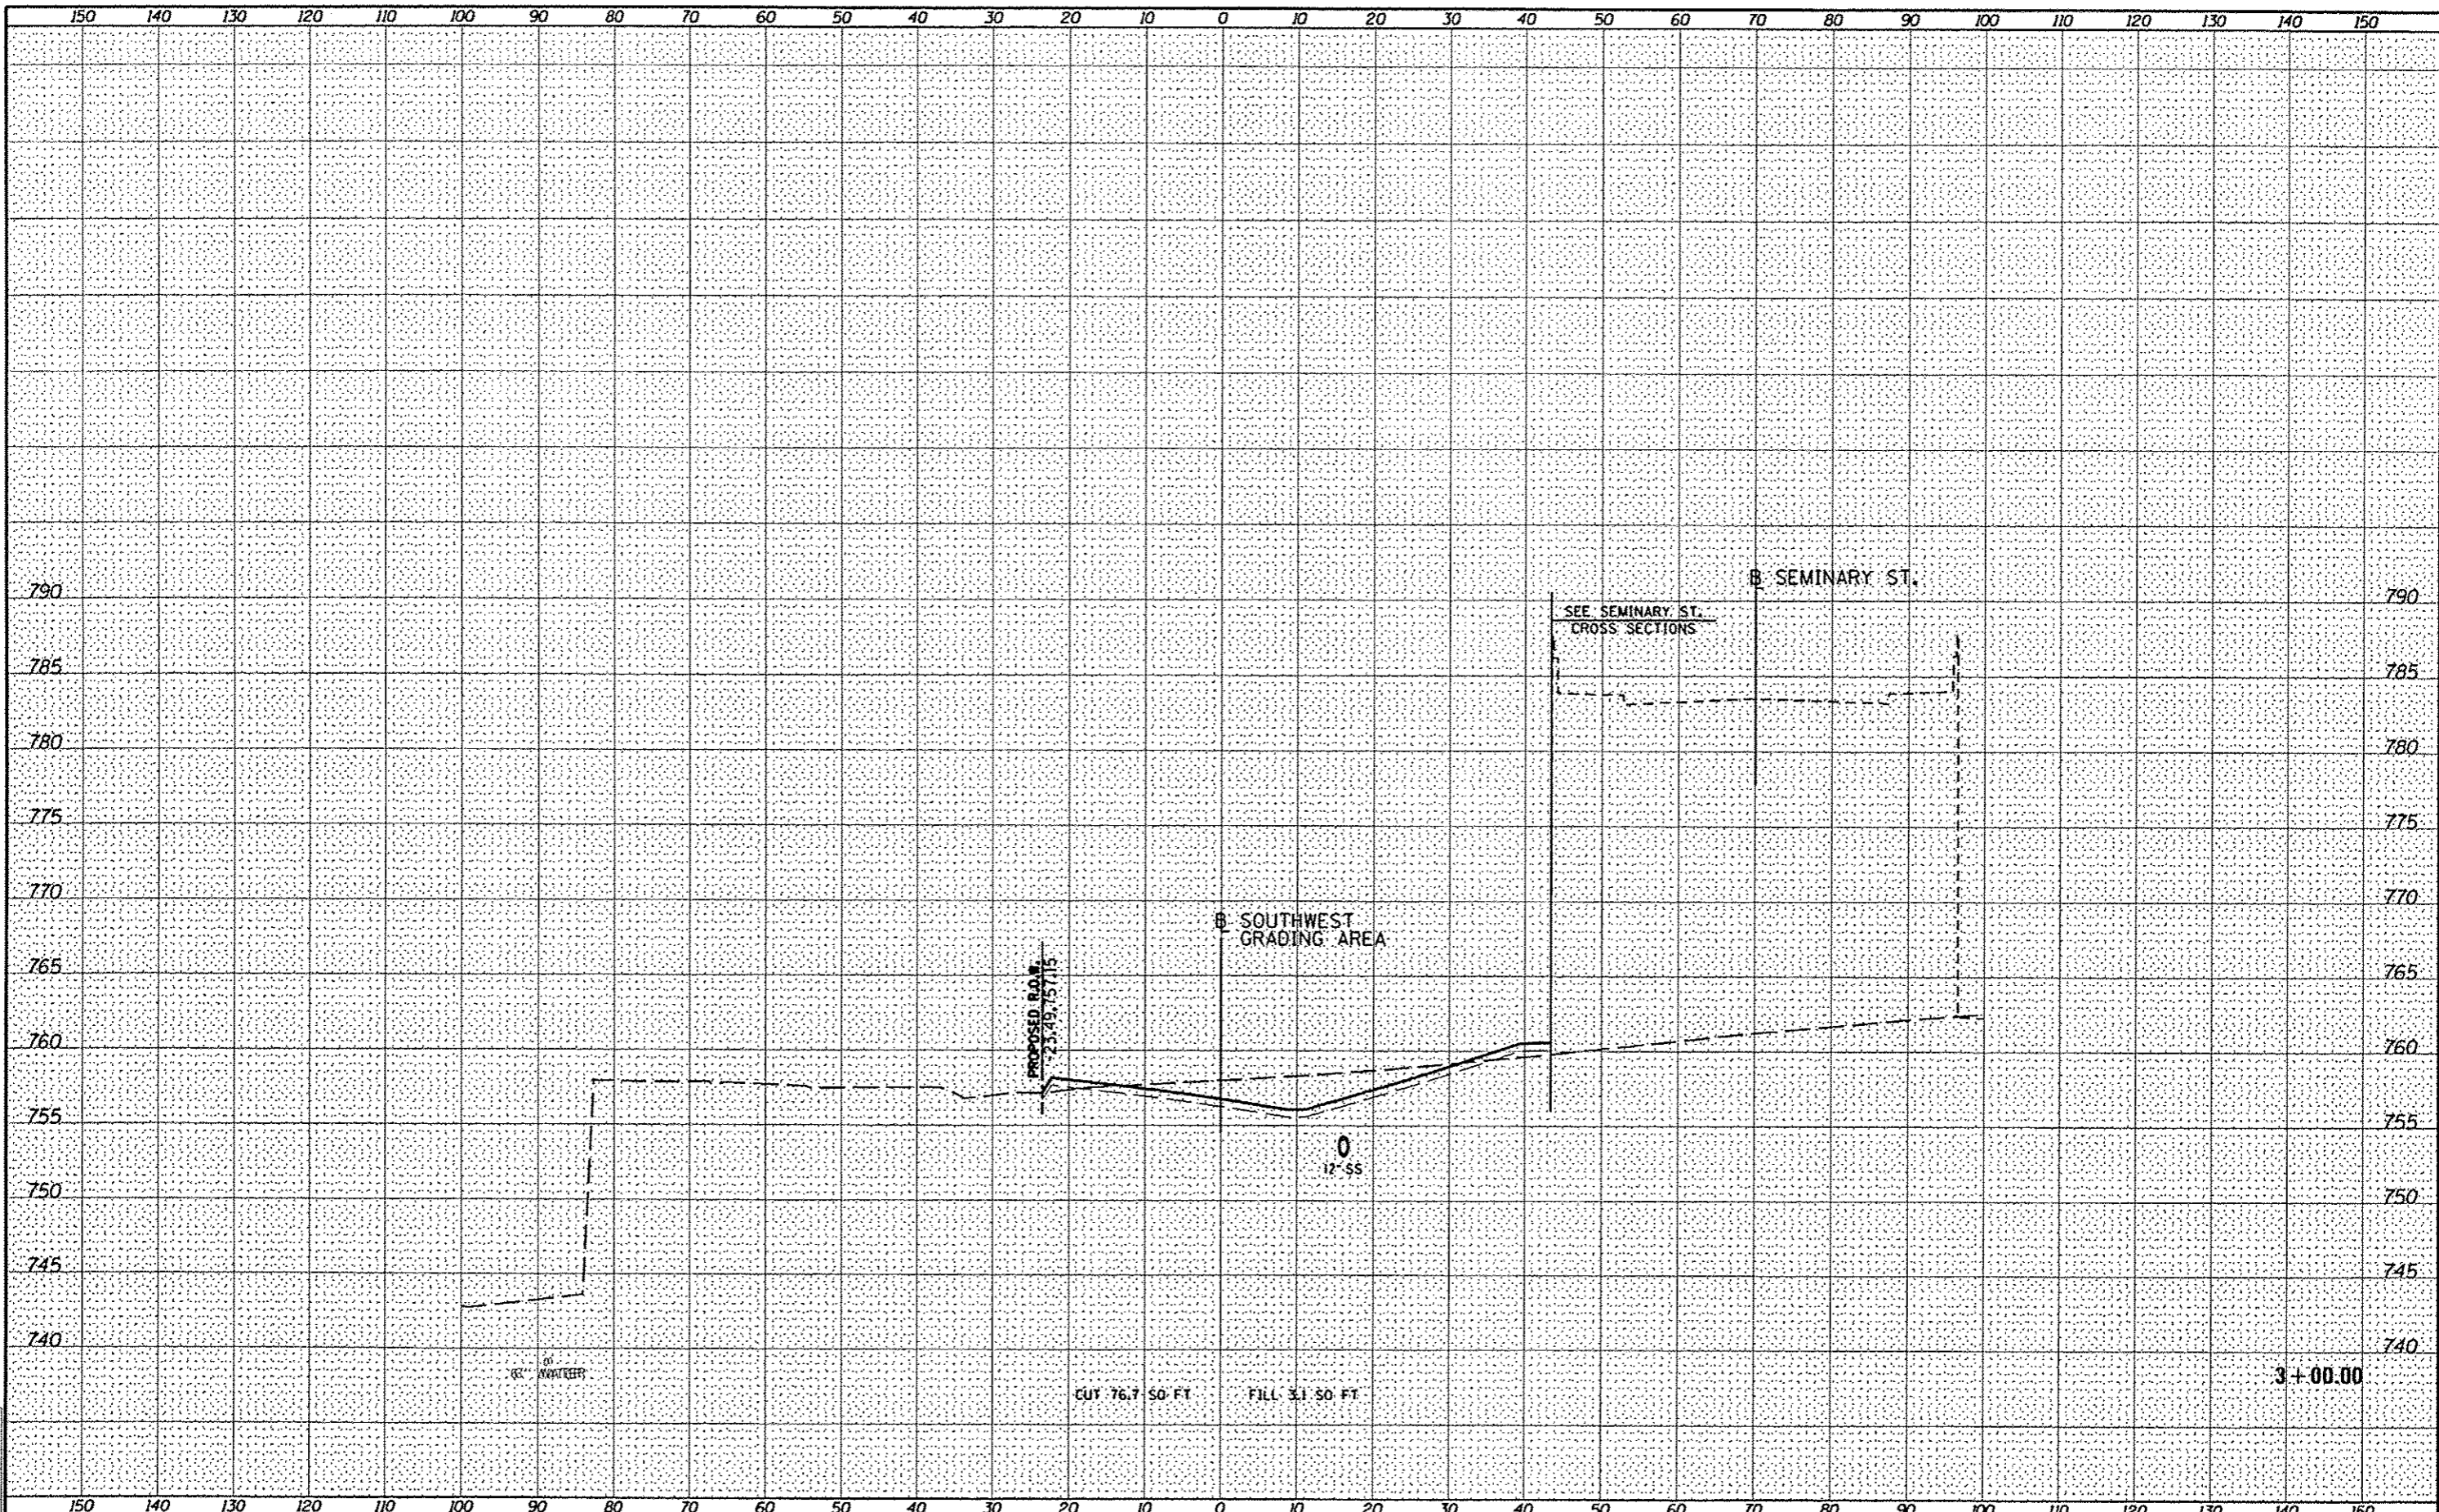 150 140 130 120 110 100 90 80 70 60 50 40 30 20 10 0 10 20 30 40 50 60 70 80 90 100 110 120 130 140 150
B SEMINARY ST.
790 790
SEE SEMINARY ST.
CROSS SECTIONS
785 785
780 780
775 775
770 770
B SOUTHWEST
GRADING AREA
765 765
PROPOSED R.O.W.
-23.49,757.15
760 760
755 755
0
12" SS
750 750
745 745
740 740
WATER
3+00.00
CUT 76.7 SQ FT FILL 3.1 SQ FT
150 140 130 120 110 100 90 80 70 60 50 40 30 20 10 0 10 20 30 40 50 60 70 80 90 100 110 120 130 140 150